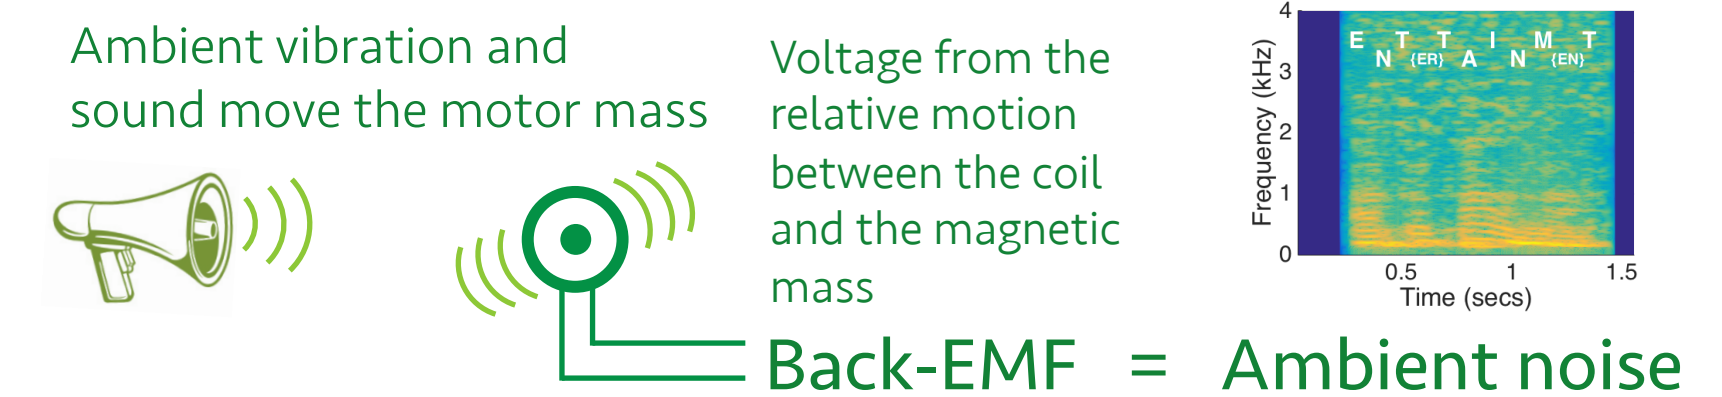 Ambient vibration and
sound move the motor mass
Voltage from the
relative motion
between the coil
and the magnetic
mass
Back-EMF = Ambient noise
4
3
2
1
0
Frequency (kHz)
E T T I M T
N {ER} A N {EN}
0.5 1 1.5
Time (secs)